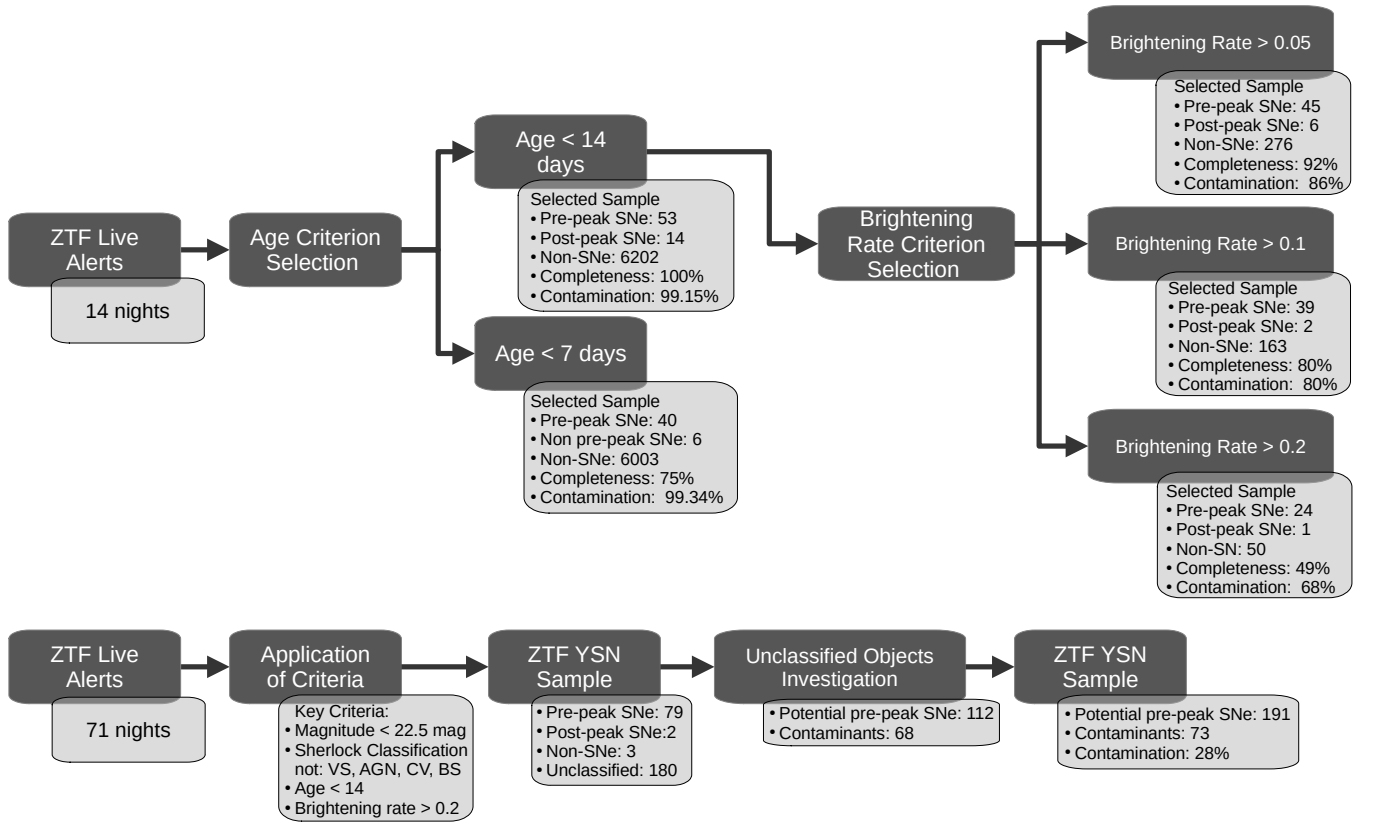 ZTF Live
Alerts
14 nights
Age Criterion
Selection
Age < 14
days
Selected Sample
• Pre-peak SNe: 53
• Post-peak SNe: 14
• Non-SNe: 6202
• Completeness: 100%
• Contamination: 99.15%
Age < 7 days
Selected Sample
• Pre-peak SNe: 40
• Non pre-peak SNe: 6
• Non-SNe: 6003
• Completeness: 75%
• Contamination: 99.34%
Brightening
Rate Criterion
Selection
Brightening Rate > 0.05
Selected Sample
• Pre-peak SNe: 45
• Post-peak SNe: 6
• Non-SNe: 276
• Completeness: 92%
• Contamination: 86%
Brightening Rate > 0.1
Selected Sample
• Pre-peak SNe: 39
• Post-peak SNe: 2
• Non-SNe: 163
• Completeness: 80%
• Contamination: 80%
Brightening Rate > 0.2
Selected Sample
• Pre-peak SNe: 24
• Post-peak SNe: 1
• Non-SN: 50
• Completeness: 49%
• Contamination: 68%
ZTF Live
Alerts
71 nights
Application
of Criteria
Key Criteria:
• Magnitude < 22.5 mag
• Sherlock Classification
not: VS, AGN, CV, BS
• Age < 14
• Brightening rate > 0.2
ZTF YSN
Sample
• Pre-peak SNe: 79
• Post-peak SNe:2
• Non-SNe: 3
• Unclassified: 180
Unclassified Objects
Investigation
• Potential pre-peak SNe: 112
• Contaminants: 68
ZTF YSN
Sample
• Potential pre-peak SNe: 191
• Contaminants: 73
• Contamination: 28%